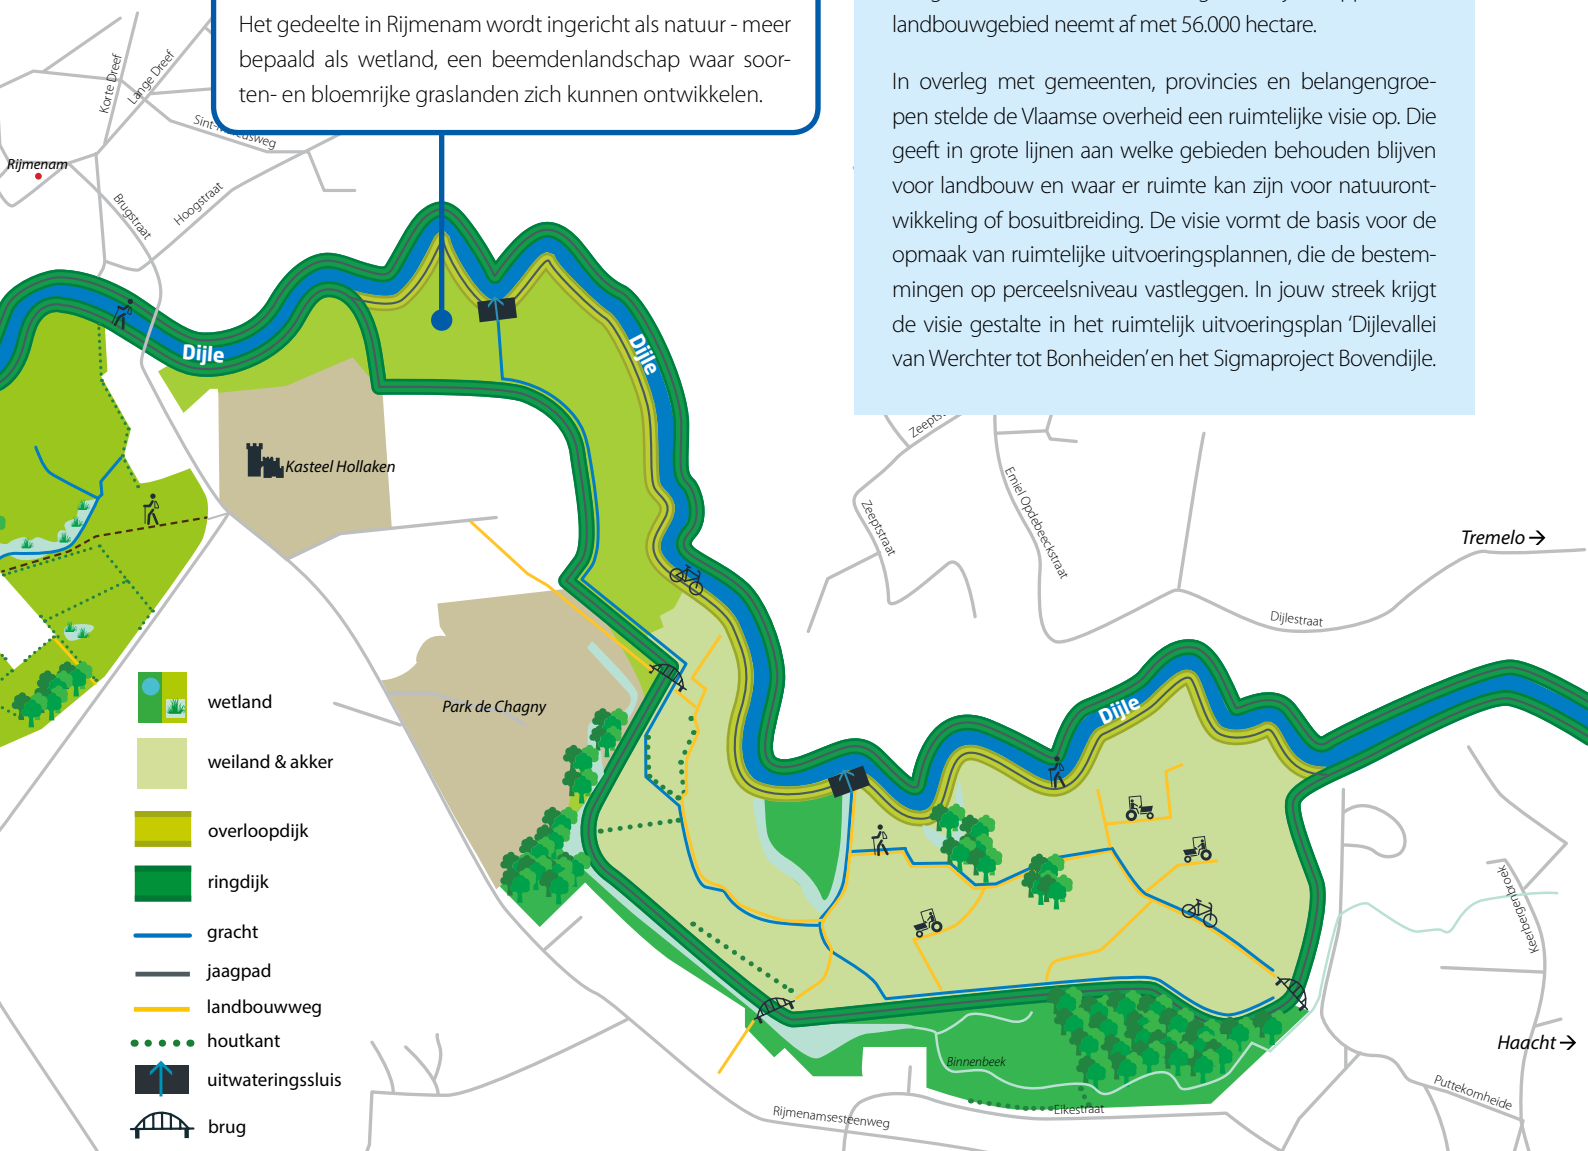 Het gedeelte in Rijmenam wordt ingericht als natuur - meer
bepaald als wetland, een beemdenlandschap waar soor-
ten- en bloemrijke graslanden zich kunnen ontwikkelen.
landbouwgebied neemt af met 56.000 hectare.
In overleg met gemeenten, provincies en belangengroe-
pen stelde de Vlaamse overheid een ruimtelijke visie op. Die
geeft in grote lijnen aan welke gebieden behouden blijven
voor landbouw en waar er ruimte kan zijn voor natuuront-
wikkeling of bosuitbreiding. De visie vormt de basis voor de
opmaak van ruimtelijke uitvoeringsplannen, die de bestem-
mingen op perceelsniveau vastleggen. In jouw streek krijgt
de visie gestalte in het ruimtelijk uitvoeringsplan ‘Dijlevallei
van Werchter tot Bonheiden’ en het Sigmaproject Bovendijle.
Korte Dreef
Lange Dreef
Rijmenam
Brugstraat
Hoogstraat
Dijle
Dijle
Kasteel Hollaken
Zeeptstraat
Emiel Opdebeeckstraat
Tremelo →
Dijlestraat
Park de Chagny
Dijle
Keerbergenbroek
Haacht →
Puttekomheide
Binnenbeek
Eikestraat
Rijmenamsesteenweg
wetland
weiland & akker
overloopdijk
ringdijk
gracht
jaagpad
landbouwweg
houtkant
uitwateringssluis
brug